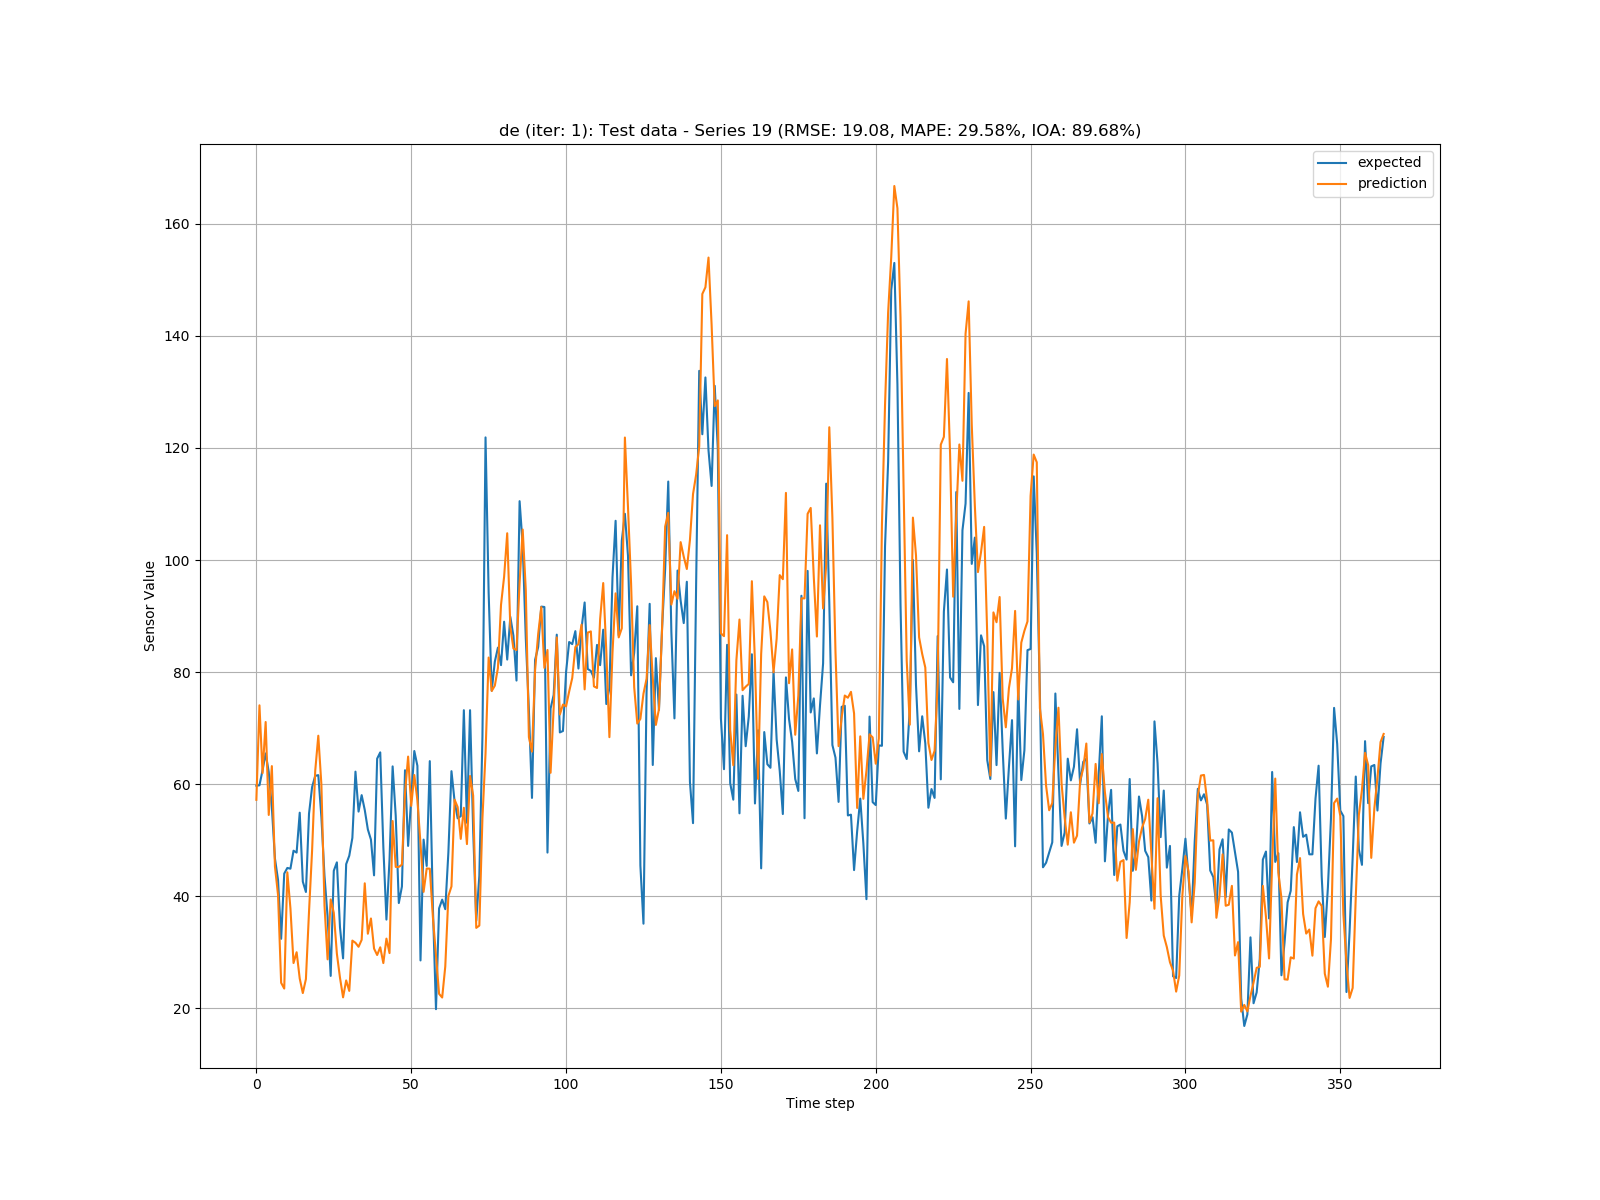 de (iter: 1): Test data - Series 19 (RMSE: 19.08, MAPE: 29.58%, IOA: 89.68%)
expected
prediction
160
140
120
100
80
60
40
20
Sensor Value
0 50 100 150 200 250 300 350
Time step